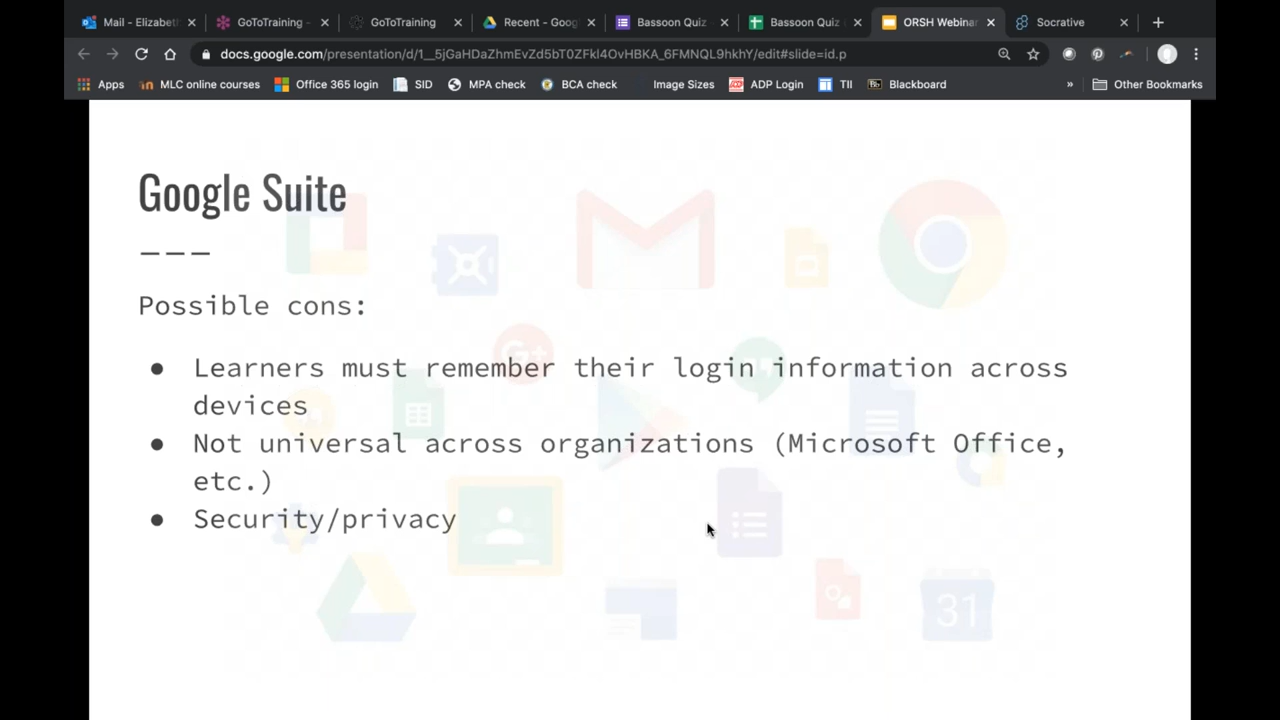 Mail - Elizabeth
GoToTraining -
GoToTraining
Recent - Goog
Bassoon Quiz
Bassoon Quiz
ORSH Webinar
Socrative
docs.google.com/presentation/d/1__5jGaHDaZhmEvZd5bT0ZFkl4OvHBKA_6FMNQL9hkhY/edit#slide=id.p
Apps MLC online courses Office 365 login SID MPA check BCA check Image Sizes ADP Login TII Bb Blackboard » Other Bookmarks
Google Suite
———
Possible cons:
● Learners must remember their login information across
devices
● Not universal across organizations (Microsoft Office,
etc.)
● Security/privacy
G+
31